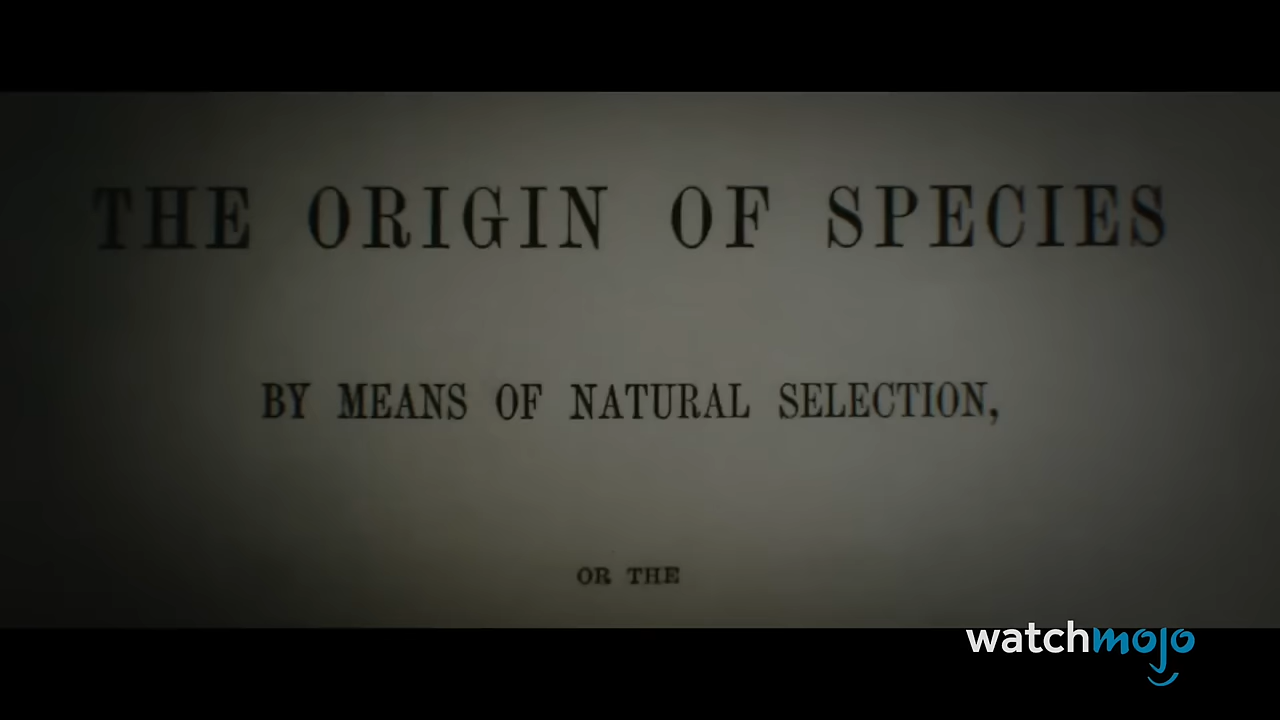 THE ORIGIN OF SPECIES
BY MEANS OF NATURAL SELECTION,
OR THE
watchmojo